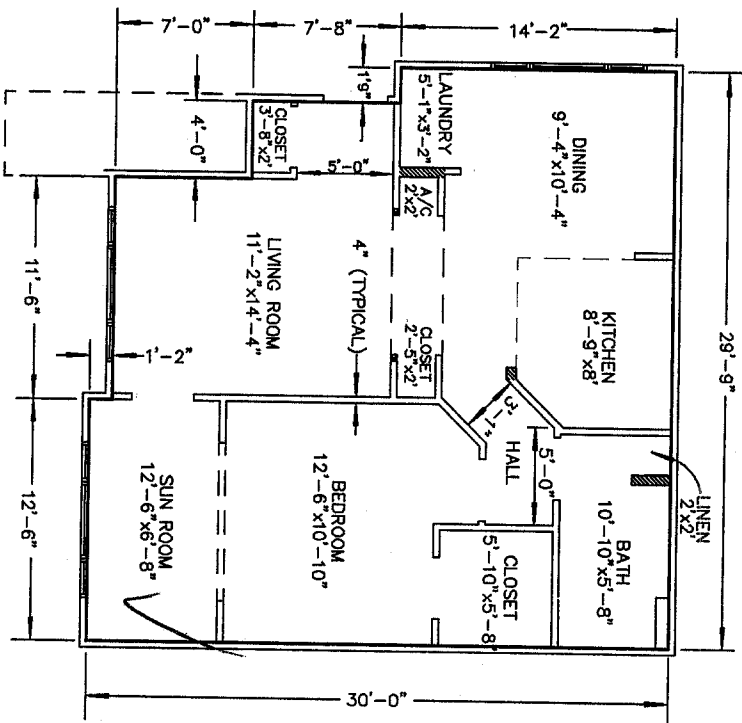 7'-0"
7'-8"
14'-2"
1'9"
4'-0"
CLOSET
3'-8"x2'
5'-0"
LAUNDRY
5'-1"x3'-2"
DINING
9'-4"x10'-4"
A/C
2'x2'
11'-6"
LIVING ROOM
11'-2"x14'-4"
4" (TYPICAL)
CLOSET
2'-5"x2'
KITCHEN
8'-9"x8'
29'-9"
1'-2"
3'-1"
HALL
5'-0"
LINEN
2'x2'
12'-6"
SUN ROOM
12'-6"x6'-8"
BEDROOM
12'-6"x10'-10"
CLOSET
5'-10"x5'-8"
BATH
10'-10"x5'-8"
30'-0"